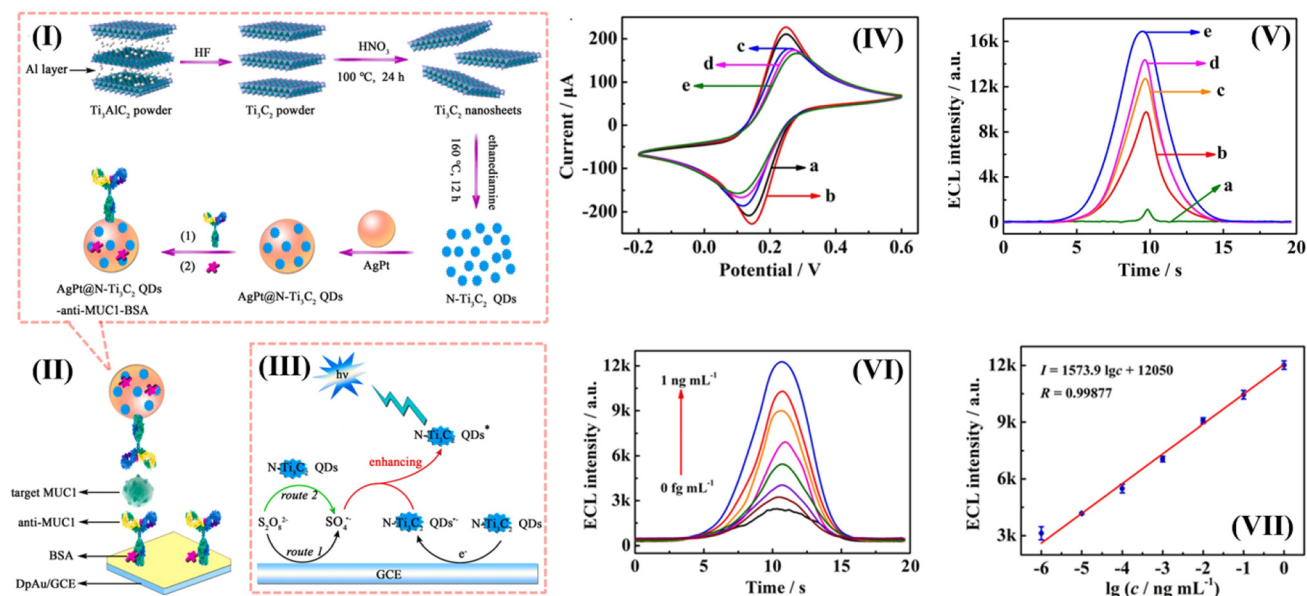 (I)
HF
HNO₃
100 ℃, 24 h
Al layer
Ti₃AlC₂ powder
Ti₃C₂ powder
Ti₃C₂ nanosheets
ethanediamine
160 ℃, 12 h
(1)
(2)
AgPt
AgPt@N-Ti₃C₂ QDs
-anti-MUC1-BSA
AgPt@N-Ti₃C₂ QDs
N-Ti₃C₂ QDs
(II)
target MUC1
anti-MUC1
BSA
DpAu/GCE
(III)
hν
N-Ti₃C₂ QDs*
enhancing
N-Ti₃C₂ QDs
route 2
S₂O₈²⁻
SO₄•⁻
N-Ti₃C₂ QDs•⁻
N-Ti₃C₂ QDs
route 1
e⁻
GCE
(IV)
200
100
0
-100
-200
Current / μA
c
d
e
a
b
-0.2
0.0
0.2
0.4
0.6
Potential / V
(V)
16k
12k
8k
4k
0
ECL intensity / a.u.
e
d
c
b
a
0
5
10
15
20
Time / s
(VI)
12k
9k
6k
3k
0
ECL intensity / a.u.
1 ng mL⁻¹
0 fg mL⁻¹
0
5
10
15
20
Time / s
12k
9k
6k
3k
ECL intensity / a.u.
I = 1573.9 lgc + 12050
R = 0.99877
(VII)
-6
-5
-4
-3
-2
-1
0
lg (c / ng mL⁻¹)